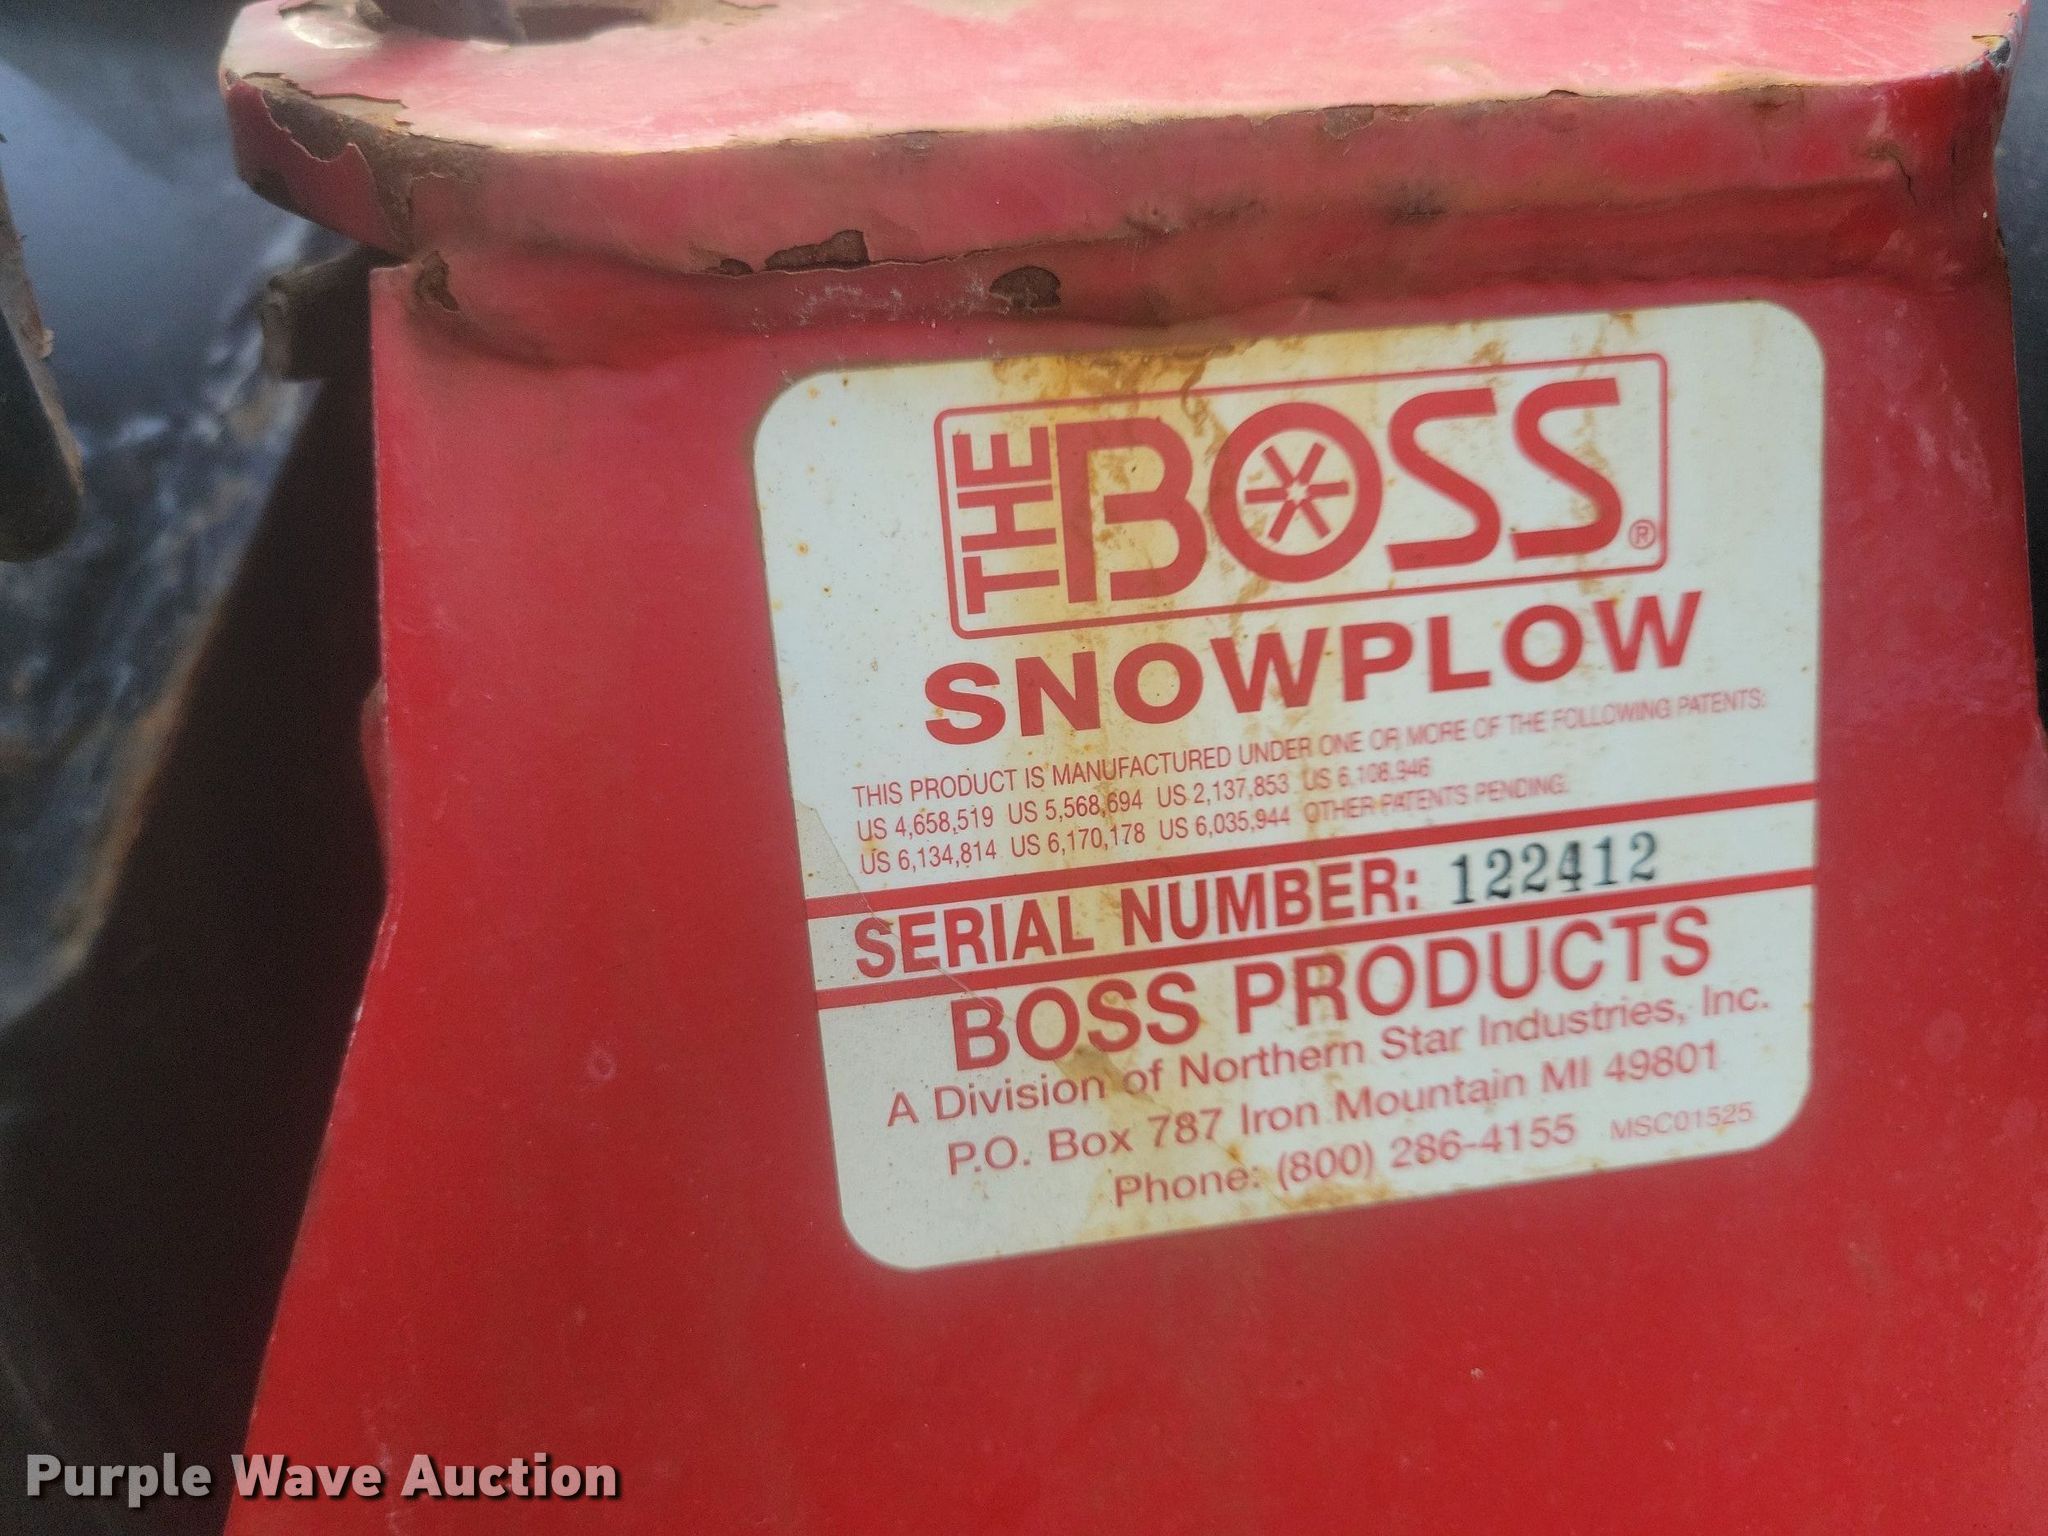 THE BOSS®
SNOWPLOW
THIS PRODUCT IS MANUFACTURED UNDER ONE OR MORE OF THE FOLLOWING PATENTS:
US 4,658,519 US 5,568,694 US 2,137,853 US 6,108,946
US 6,134,814 US 6,170,178 US 6,035,944 OTHER PATENTS PENDING.
SERIAL NUMBER: 122412
BOSS PRODUCTS
A Division of Northern Star Industries, Inc.
P.O. Box 787 Iron Mountain MI 49801
Phone: (800) 286-4155 MSC01525
Purple Wave Auction